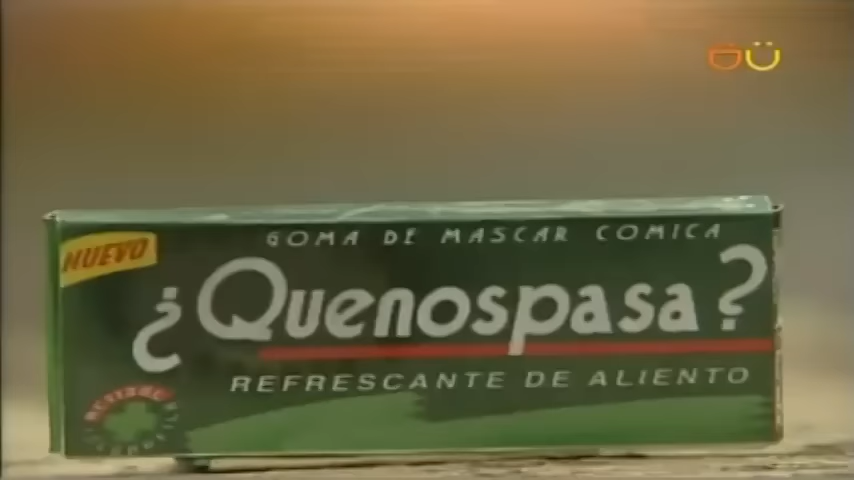 NUEVO
GOMA DE MASCAR COMICA
¿Quenospasa?
REFRESCANTE DE ALIENTO